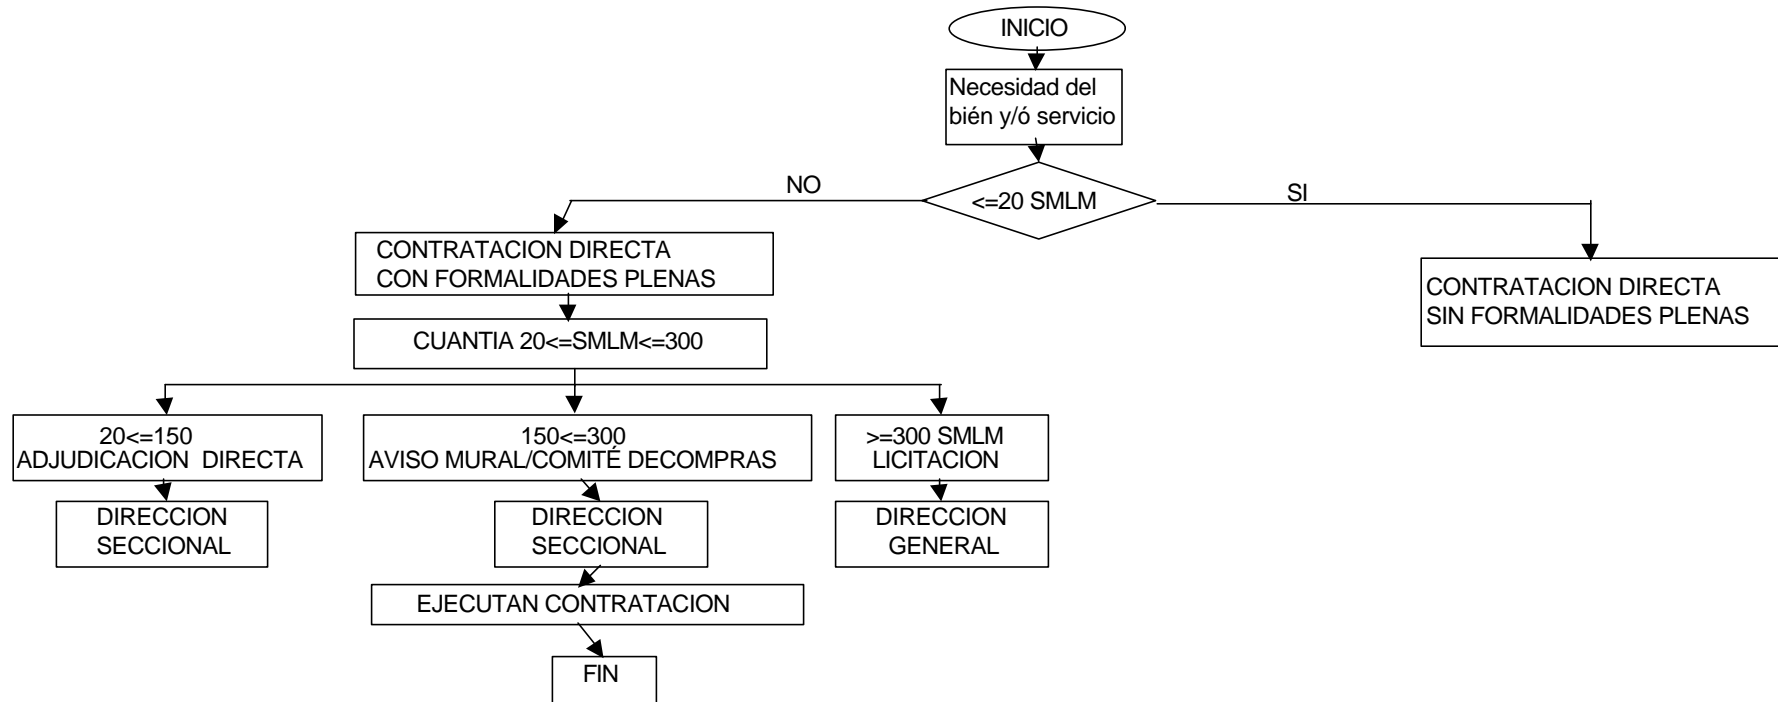 INICIO
Necesidad del
bién y/ó servicio
NO
<=20 SMLM
SI
CONTRATACION DIRECTA
CON FORMALIDADES PLENAS
CONTRATACION DIRECTA
SIN FORMALIDADES PLENAS
CUANTIA 20<=SMLM<=300
20<=150
ADJUDICACION DIRECTA
150<=300
AVISO MURAL/COMITÉ DECOMPRAS
>=300 SMLM
LICITACION
DIRECCION
SECCIONAL
DIRECCION
SECCIONAL
DIRECCION
GENERAL
EJECUTAN CONTRATACION
FIN